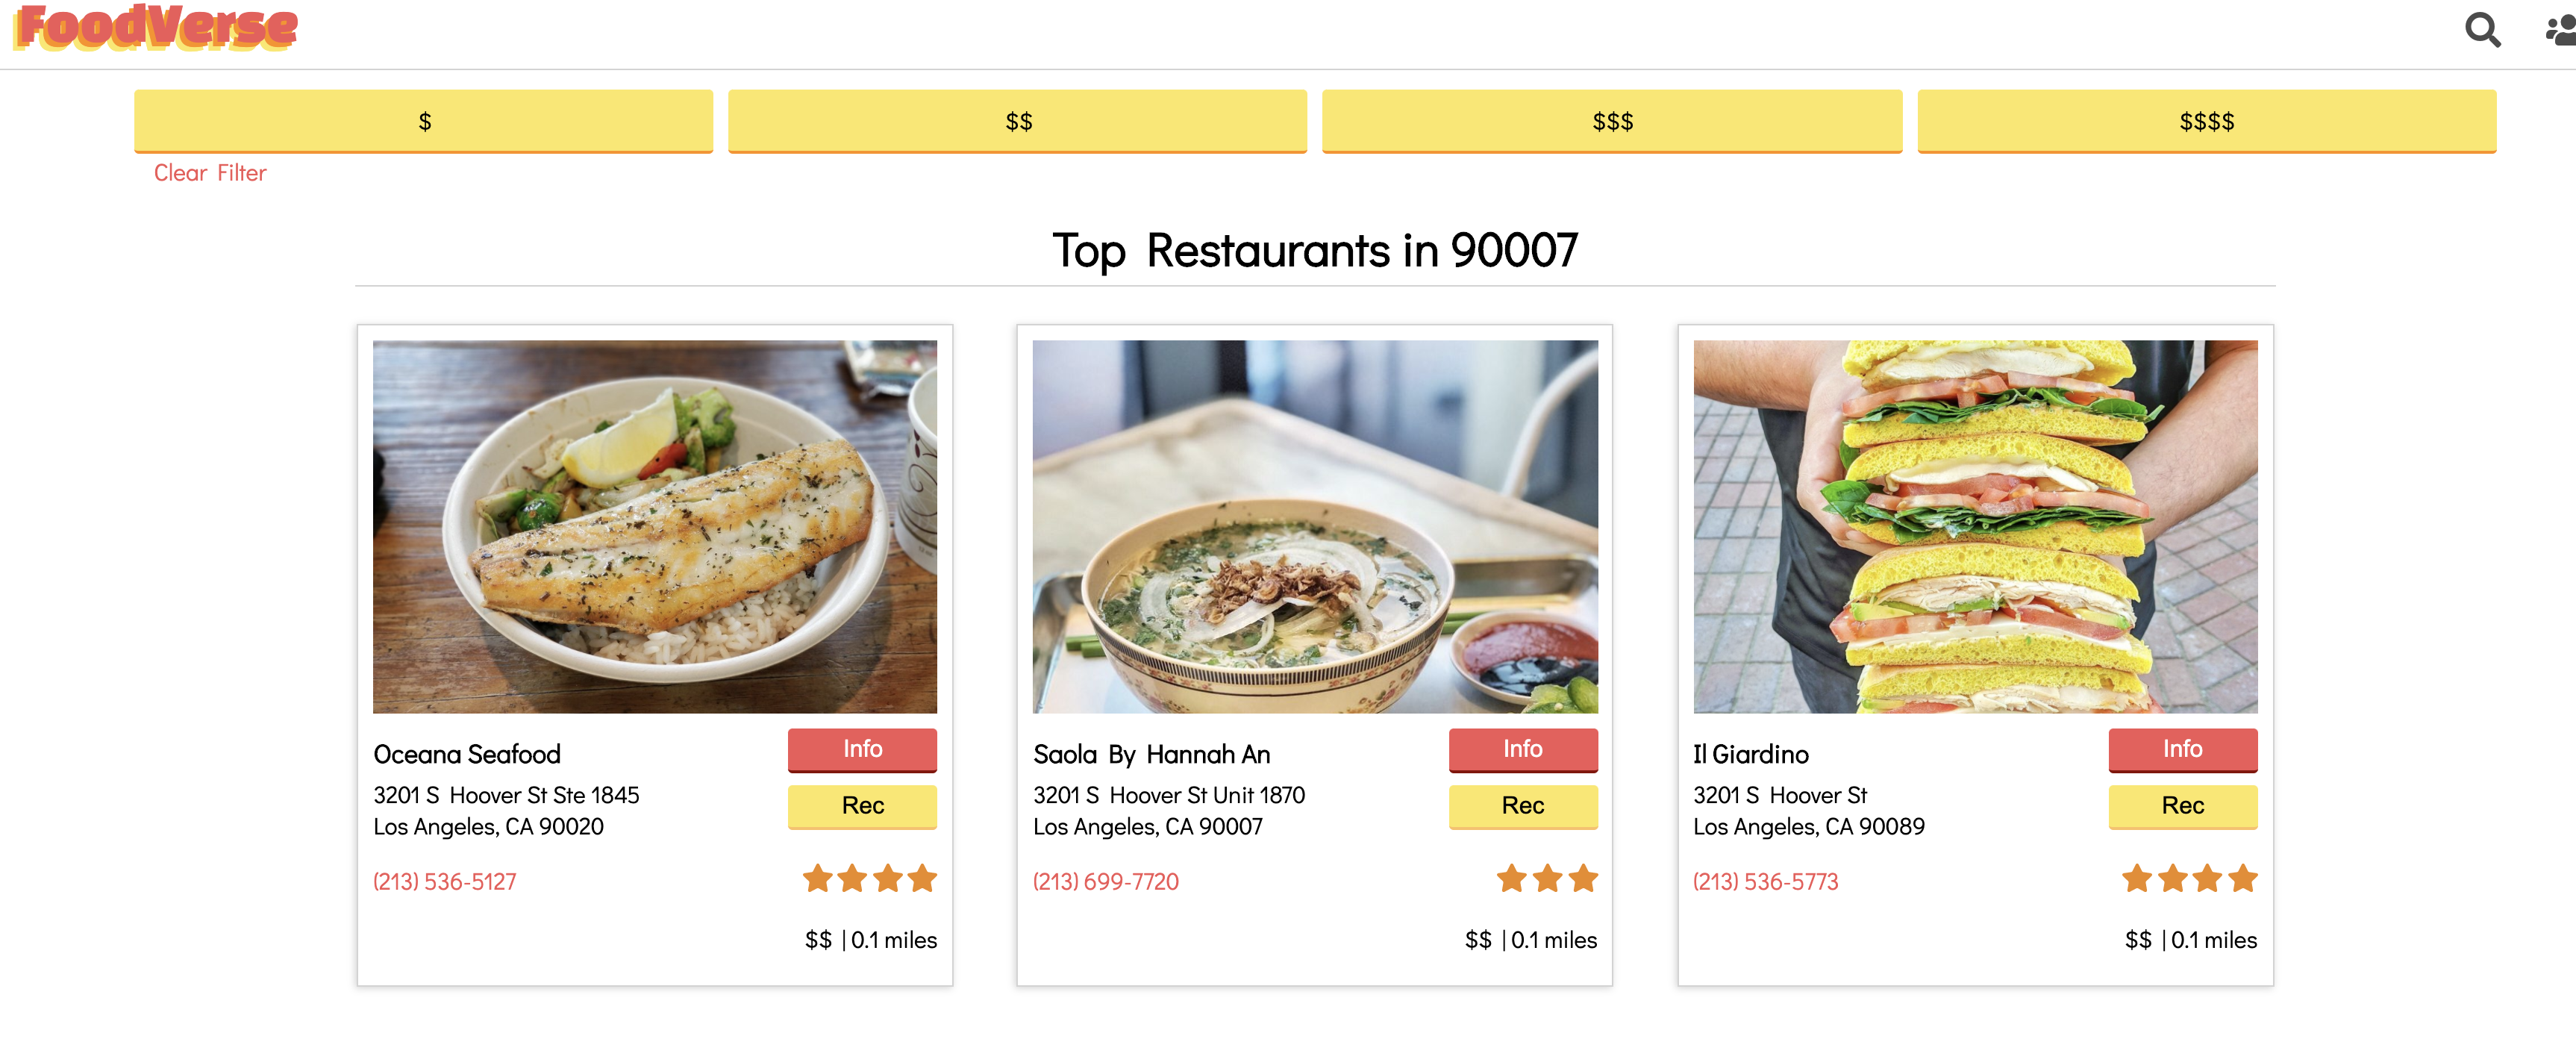 FoodVerse
$ $$ $$$ $$$$
Clear Filter
Top Restaurants in 90007
Oceana Seafood
Info
3201 S Hoover St Ste 1845
Los Angeles, CA 90020
Rec
(213) 536-5127
$$ | 0.1 miles
Saola By Hannah An
Info
3201 S Hoover St Unit 1870
Los Angeles, CA 90007
Rec
(213) 699-7720
$$ | 0.1 miles
Il Giardino
Info
3201 S Hoover St
Los Angeles, CA 90089
Rec
(213) 536-5773
$$ | 0.1 miles